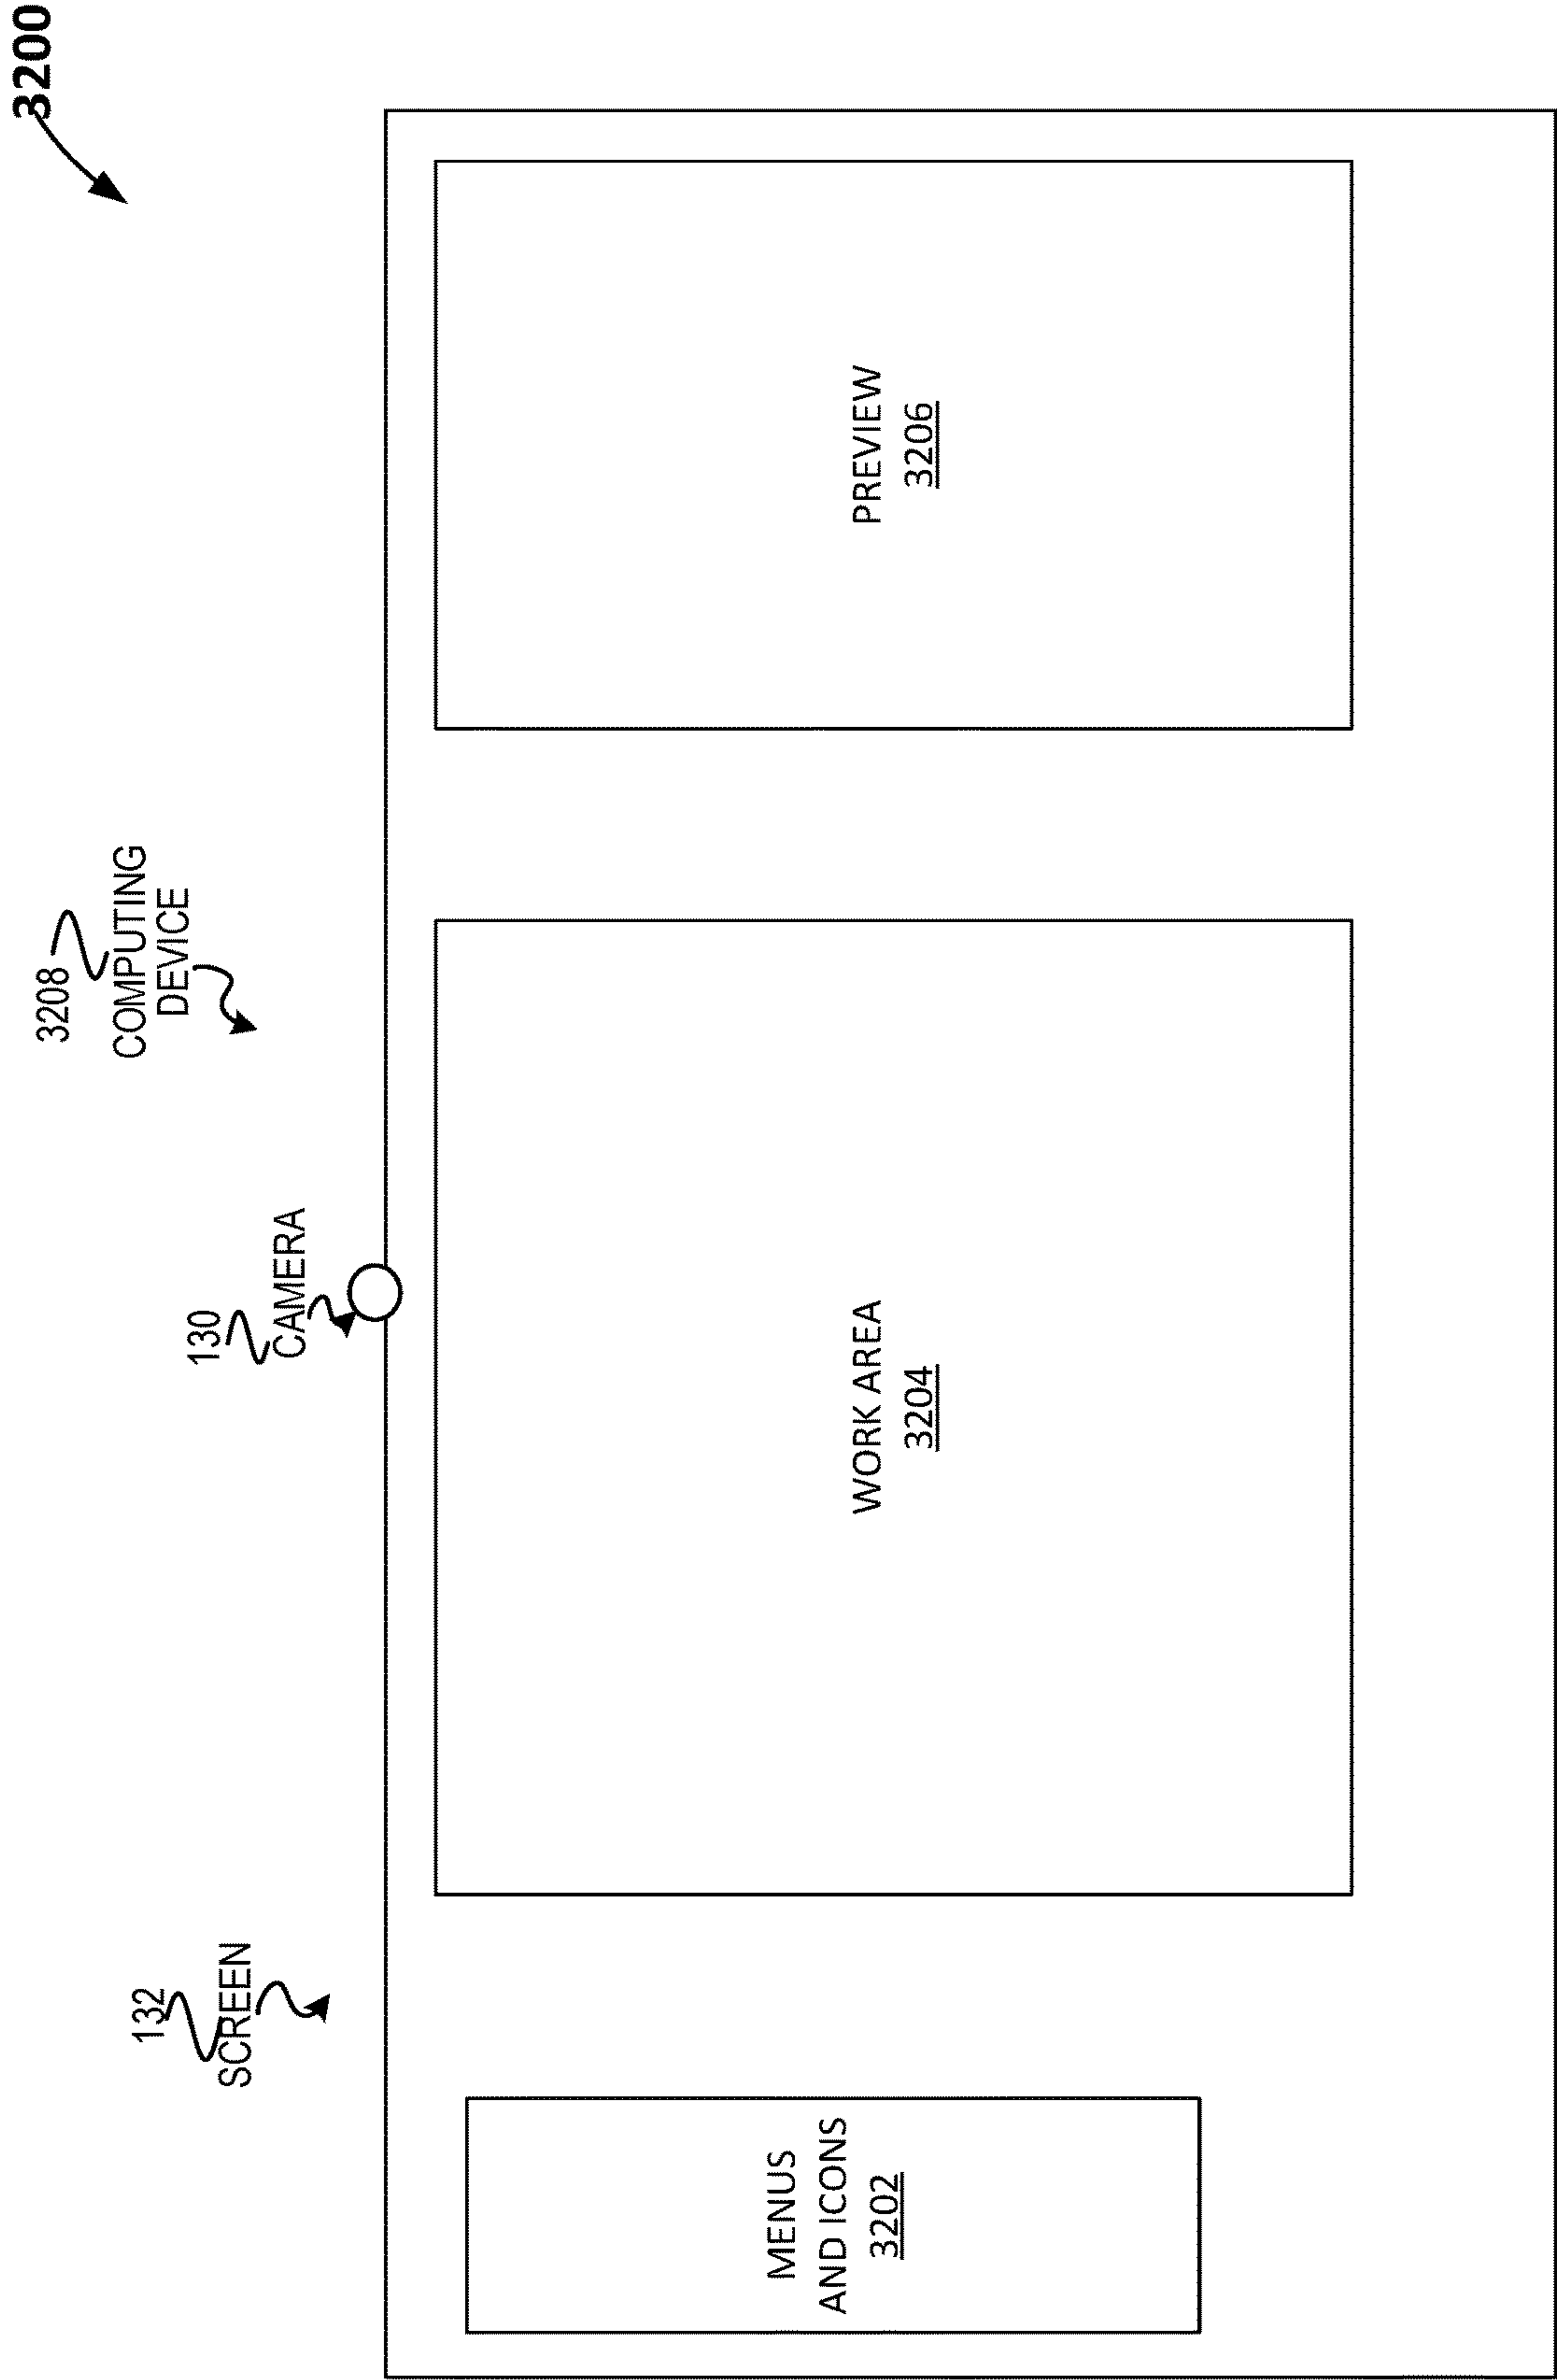 3200
3208
COMPUTING
DEVICE
130
CAMERA
132
SCREEN
MENUS
AND ICONS
3202
WORK AREA
3204
PREVIEW
3206